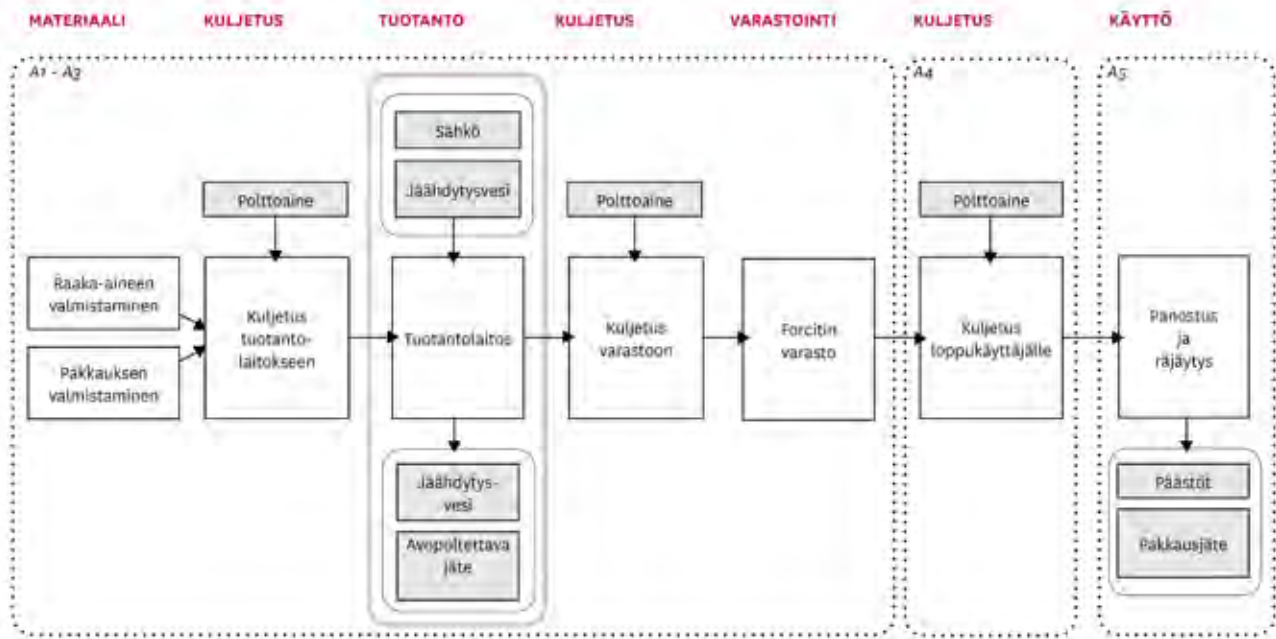 MATERIAALI
KULJETUS
TUOTANTO
KULJETUS
VARASTOINTI
KULJETUS
KÄYTTÖ
A1 - A3
A4
A5
Sähkö
Jäähdytysvesi
Polttoaine
Polttoaine
Polttoaine
Raaka-aineen
valmistaminen
Pakkauksen
valmistaminen
Kuljetus
tuotanto-
laitokseen
Tuotantolaitos
Kuljetus
varastoon
Forcitin
varasto
Kuljetus
loppukäyttäjälle
Panostus
ja
räjäytys
Jäähdytys-
vesi
Avopoltettava
jäte
Päästöt
Pakkausjäte